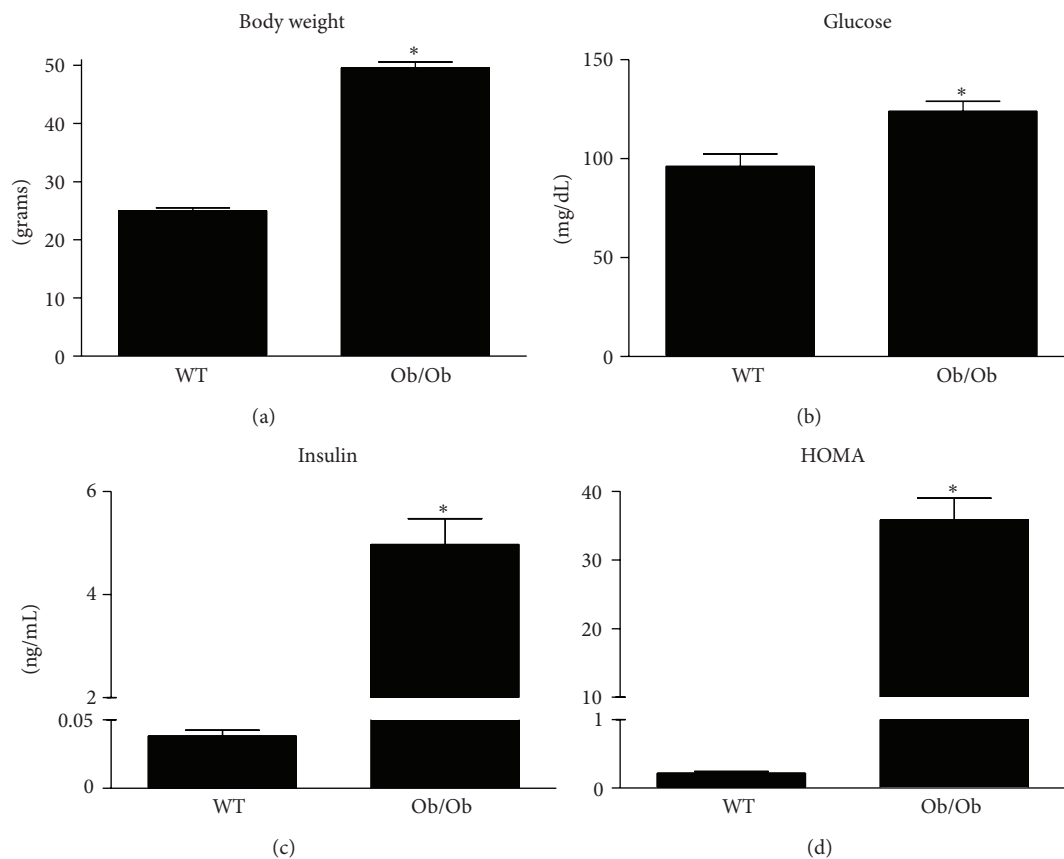 Body weight
50
40
30
20
10
0
(grams)
*
WT
Ob/Ob
(a)
Glucose
150
100
50
0
(mg/dL)
*
WT
Ob/Ob
(b)
Insulin
6
4
2
0.05
0
(ng/mL)
*
WT
Ob/Ob
(c)
HOMA
40
30
20
10
1
0
*
WT
Ob/Ob
(d)